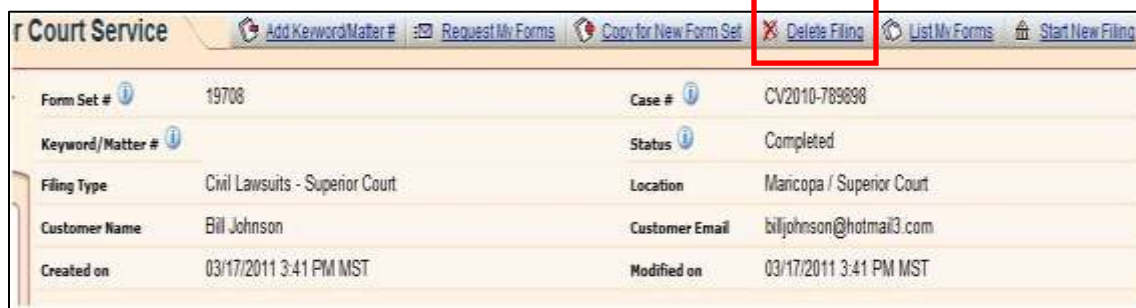 r Court Service Add Keyword/Matter # Request My Forms Copy for New Form Set Delete Filing List My Forms Start New Filing
Form Set # 19708 Case # CV2010-789898
Keyword/Matter # Status Completed
Filing Type Civil Lawsuits - Superior Court Location Maricopa / Superior Court
Customer Name Bill Johnson Customer Email billjohnson@hotmail3.com
Created on 03/17/2011 3:41 PM MST Modified on 03/17/2011 3:41 PM MST